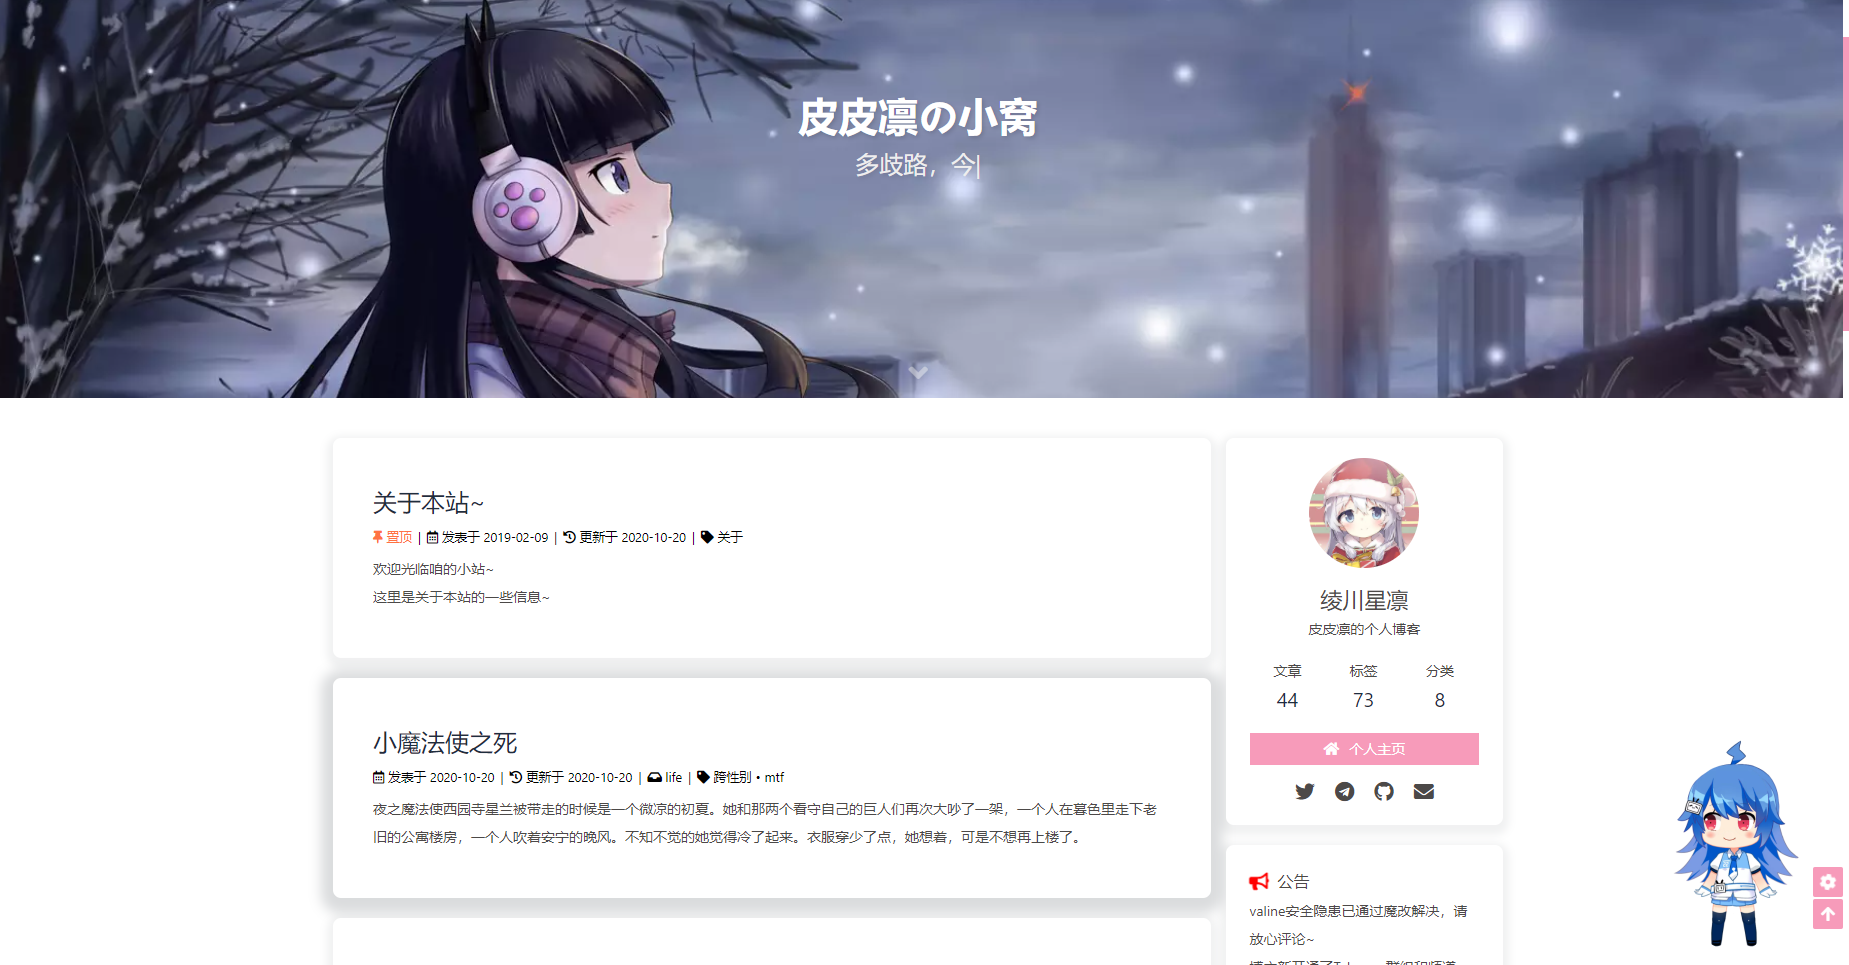 皮皮凛の小窝
多歧路，今|
关于本站~
置顶 | 发表于 2019-02-09 | 更新于 2020-10-20 | 关于
欢迎光临咱的小站~
这里是关于本站的一些信息~
小魔法使之死
发表于 2020-10-20 | 更新于 2020-10-20 | life | 跨性别 • mtf
夜之魔法使西园寺星兰被带走的时候是一个微凉的初夏。她和那两个看守自己的巨人们再次大吵了一架，一个人在暮色里走下老
旧的公寓楼房，一个人吹着安宁的晚风。不知不觉的她觉得冷了起来。衣服穿少了点，她想着，可是不想再上楼了。
绫川星凛
皮皮凛的个人博客
文章 标签 分类
44 73 8
个人主页
公告
valine安全隐患已通过魔改解决，请
放心评论~